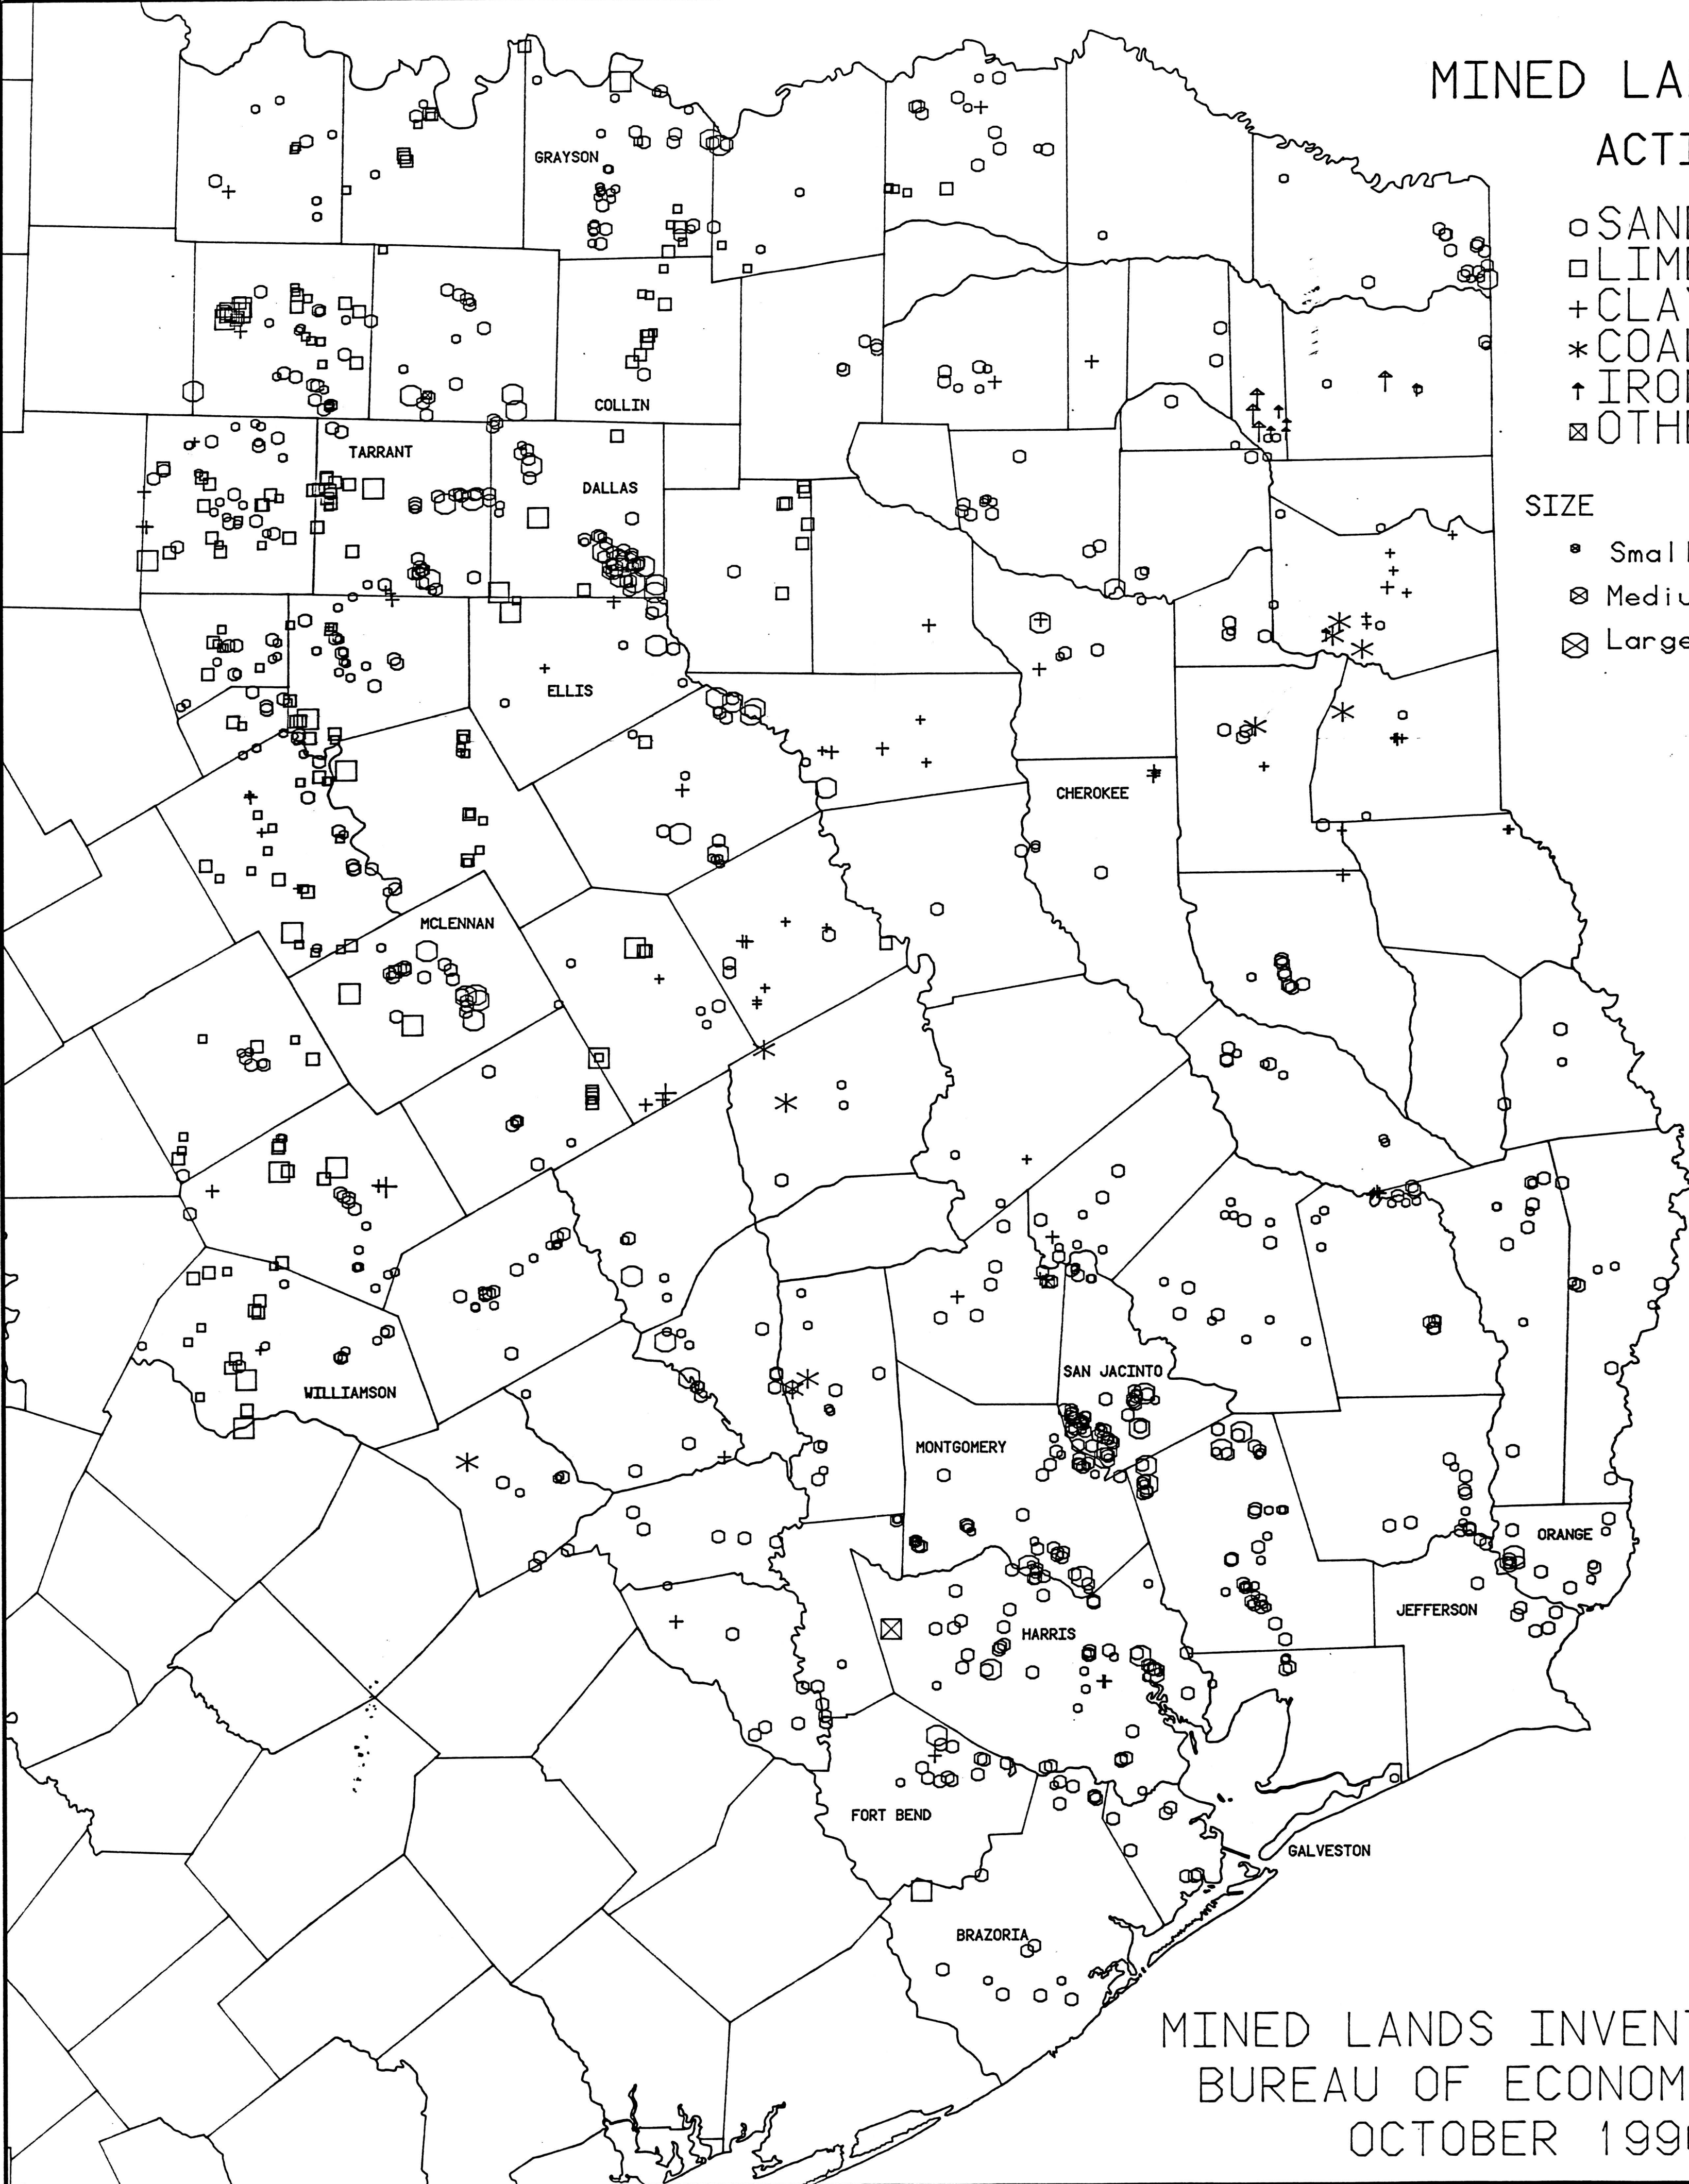 MINED LA
ACTI
SAN
LIM
CLA
COA
IRO
OTH
SIZE
Smal
Mediu
Large
GRAYSON
COLLIN
TARRANT
DALLAS
ELLIS
CHEROKEE
MCLENNAN
SAN JACINTO
WILLIAMSON
MONTGOMERY
ORANGE
JEFFERSON
HARRIS
FORT BEND
GALVESTON
BRAZORIA
MINED LANDS INVEN
BUREAU OF ECONOM
OCTOBER 199